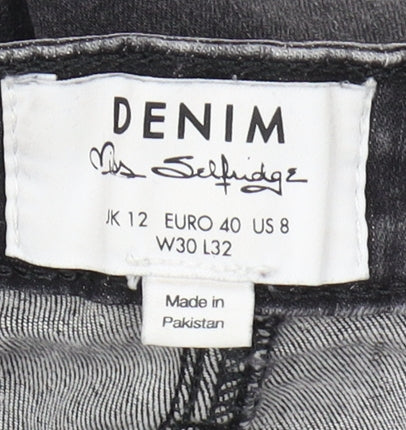 DENIM
Miss Selfridge
UK 12 EURO 40 US 8
W30 L32
Made in
Pakistan